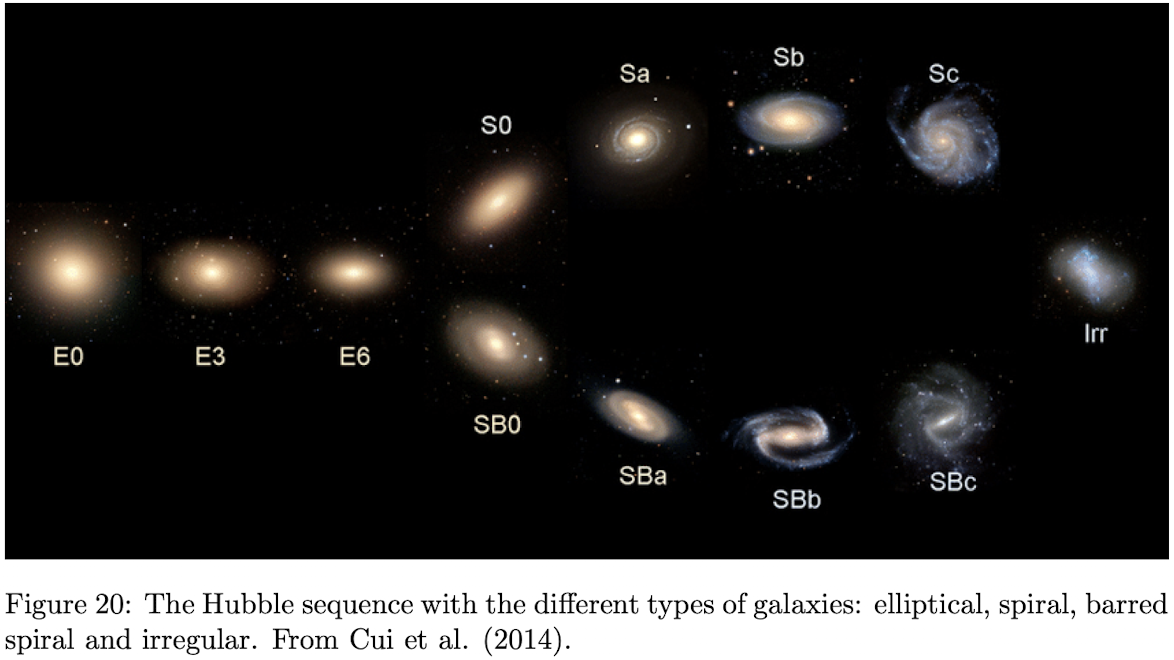 Sb
Sa
Sc
S0
Irr
E0
E3
E6
SB0
SBa
SBc
SBb
Figure 20: The Hubble sequence with the different types of galaxies: elliptical, spiral, barred
spiral and irregular. From Cui et al. (2014).